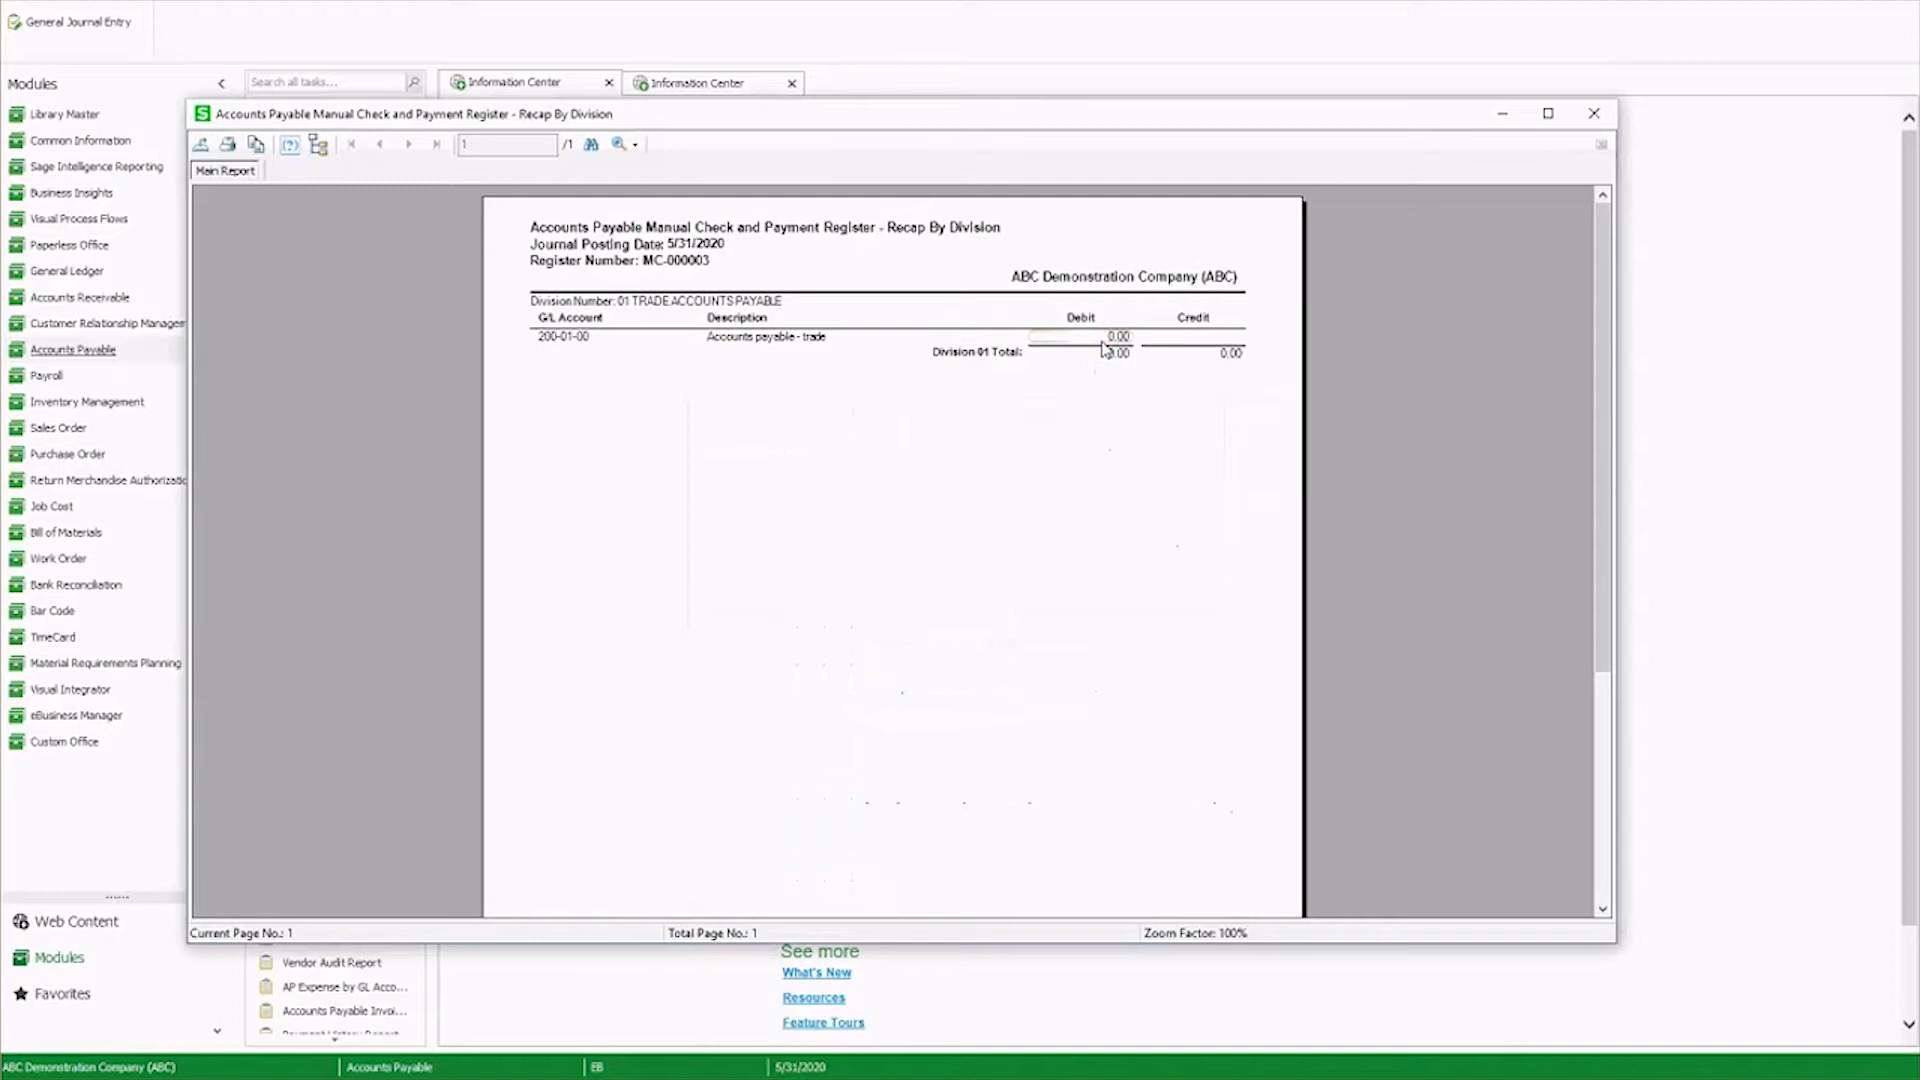 General Journal Entry
Modules
Search all tasks...
Information Center
Information Center
Library Master
Common Information
Sage Intelligence Reporting
Business Insights
Visual Process Flows
Paperless Office
General Ledger
Accounts Receivable
Customer Relationship Managem
Accounts Payable
Payroll
Inventory Management
Sales Order
Purchase Order
Return Merchandise Authorizatic
Job Cost
Bill of Materials
Work Order
Bank Reconciliation
Bar Code
TimeCard
Material Requirements Planning
Visual Integrator
eBusiness Manager
Custom Office
Web Content
Modules
Favorites
Accounts Payable Manual Check and Payment Register - Recap By Division
1 /1
Main Report
Accounts Payable Manual Check and Payment Register - Recap By Division
Journal Posting Date: 5/31/2020
Register Number: MC-000003
ABC Demonstration Company (ABC)
Division Number: 01 TRADE ACCOUNTS PAYABLE
G/L Account Description Debit Credit
200-01-00 Accounts payable - trade 0.00
Division 01 Total: 0.00 0.00
Current Page No.: 1 Total Page No.: 1 Zoom Factor: 100%
Vendor Audit Report
AP Expense by GL Acco...
Accounts Payable Invoi...
See more
What's New
Resources
Feature Tours
ABC Demonstration Company (ABC) Accounts Payable EB 5/31/2020